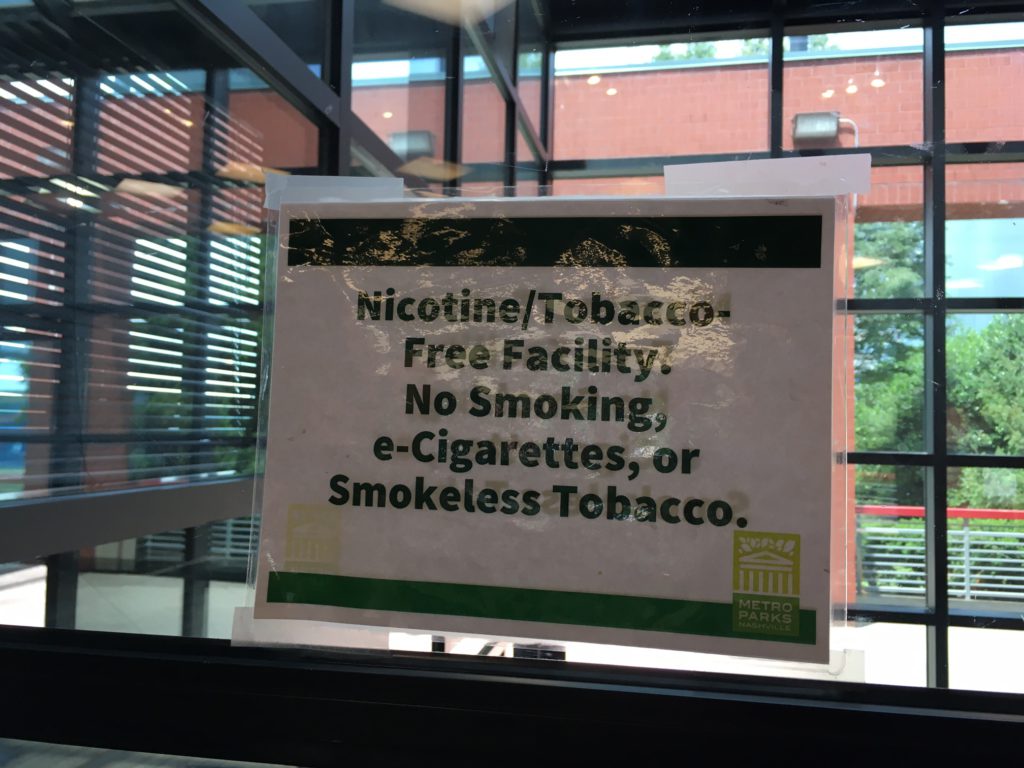 Nicotine/Tobacco-
Free Facility:
No Smoking,
e-Cigarettes, or
Smokeless Tobacco.
METRO
PARKS
NASHVILLE